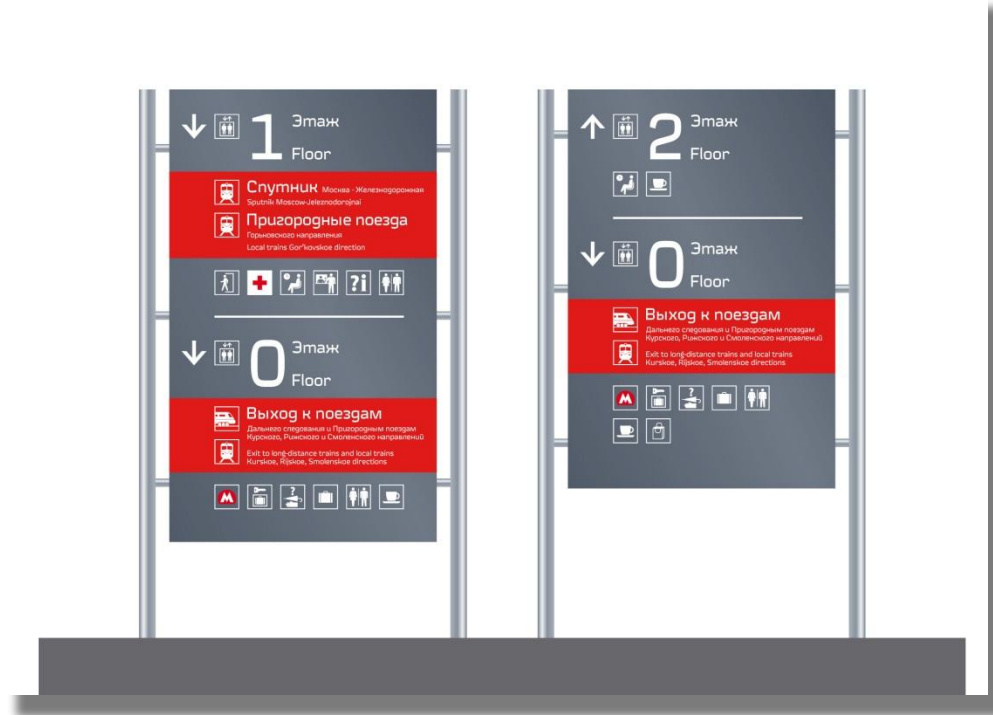 1 Этаж
Floor
Спутник Москва - Железнодорожная
Sputnik Moscow-Jeleznodorojnai
Пригородные поезда
Горьковского направления
Local trains Gor'kovskoe direction
?i
0 Этаж
Floor
Выход к поездам
Дальнего следования и Пригородным поездам
Курского, Рижского и Смоленского направлений
Exit to long-distance trains and local trains
Kurskoe, Rijskoe, Smolenskoe directions
М
?
2 Этаж
Floor
0 Этаж
Floor
Выход к поездам
Дальнего следования и Пригородным поездам
Курского, Рижского и Смоленского направлений
Exit to long-distance trains and local trains
Kurskoe, Rijskoe, Smolenskoe directions
М
?